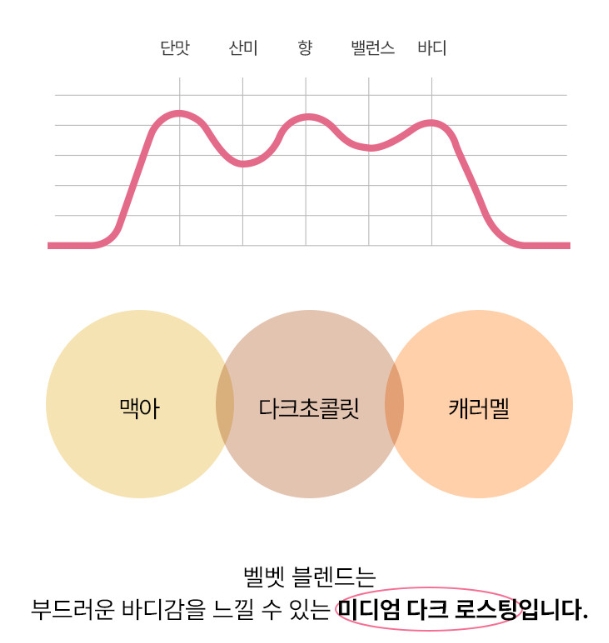 단맛 산미 향 밸런스 바디
맥아 다크초콜릿 캐러멜
벨벳 블렌드는
부드러운 바디감을 느낄 수 있는 미디엄 다크 로스팅입니다.